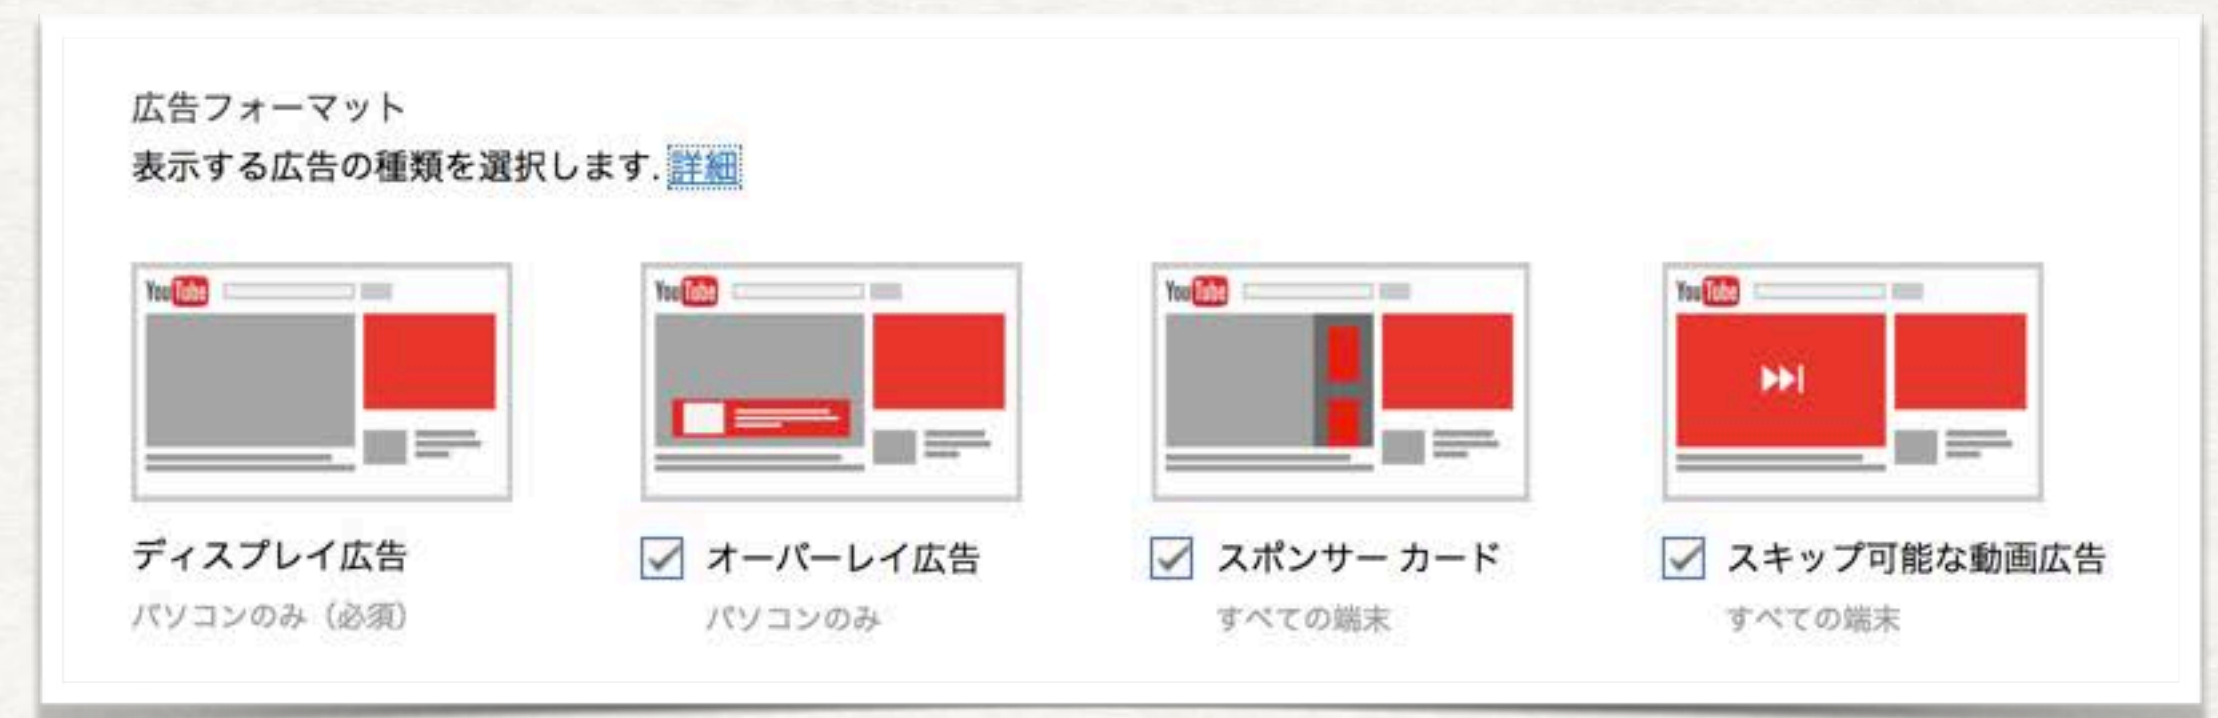 広告フォーマット
表示する広告の種類を選択します. 詳細
YouTube
YouTube
YouTube
YouTube
ディスプレイ広告
オーバーレイ広告
スポンサー カード
スキップ可能な動画広告
パソコンのみ（必須）
パソコンのみ
すべての端末
すべての端末